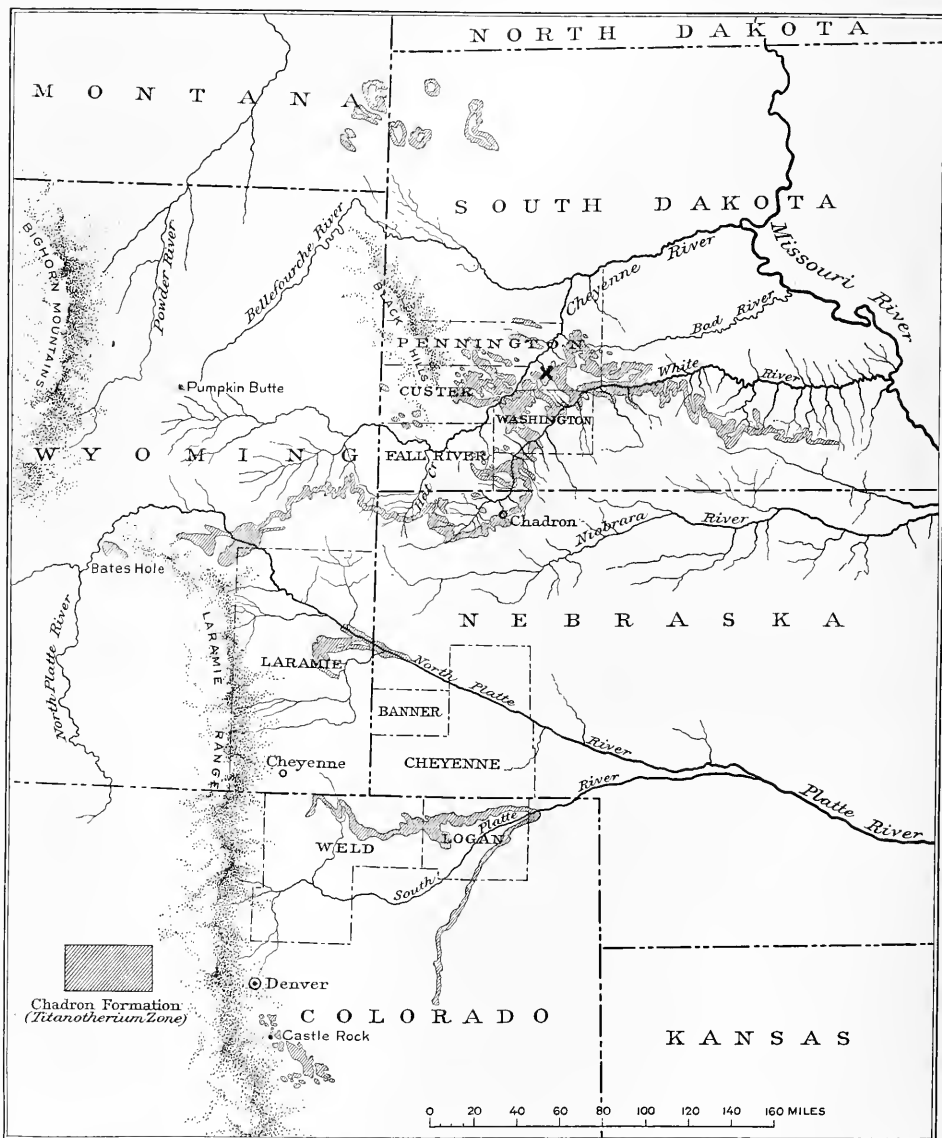 NORTH DAKOTA
MONTANA
SOUTH DAKOTA
BIGHORN MOUNTAINS
Powder River
Bellefourche River
BLACK HILLS
Cheyenne River
Missouri River
Bad River
PENNINGTON
White River
Pumpkin Butte
CUSTER
WASHINGTON
WYOMING
FALL RIVER
Hat C
Chadron
Niobrara River
Bates Hole
NEBRASKA
LARAMIE RANGE
North Platte River
LARAMIE
North Platte River
BANNER
Cheyenne
CHEYENNE
Platte River
WELD
LOGAN
South Platte River
Denver
Chadron Formation
(Titanotherium Zone)
COLORADO
Castle Rock
KANSAS
0 20 40 60 80 100 120 140 160 MILES